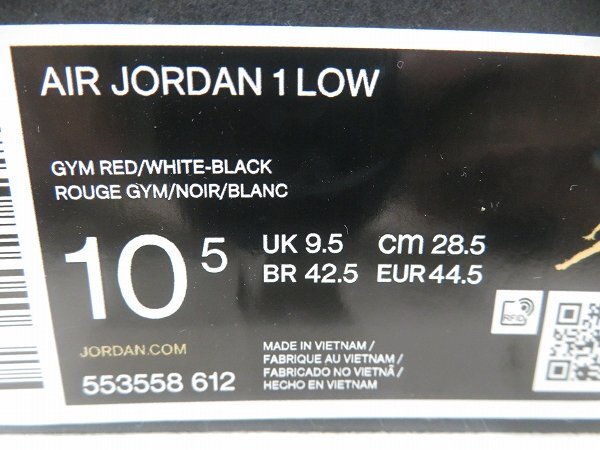 AIR JORDAN 1 LOW
GYM RED/WHITE-BLACK
ROUGE GYM/NOIR/BLANC
10 5
UK 9.5 CM 28.5
BR 42.5 EUR 44.5
RFID
JORDAN.COM
553558 612
MADE IN VIETNAM /
FABRIQUE AU VIETNAM /
FABRICADO NO VIETNÃ /
HECHO EN VIETNAM